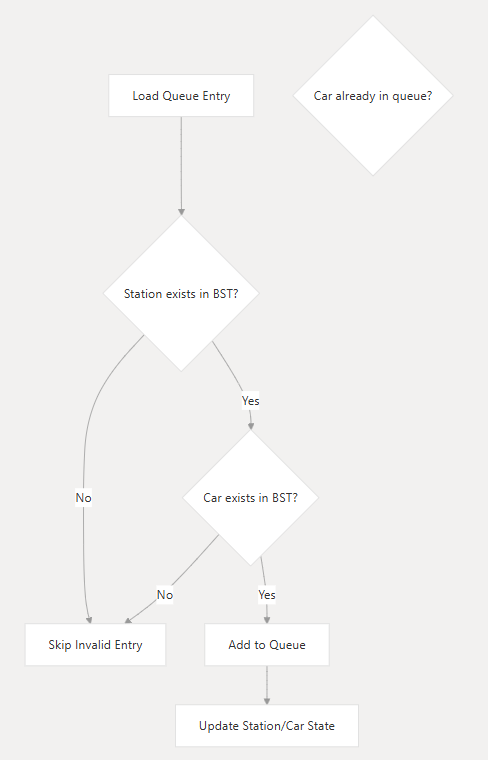 Load Queue Entry
Car already in queue?
Station exists in BST?
Yes
No
Car exists in BST?
No
Yes
Skip Invalid Entry
Add to Queue
Update Station/Car State